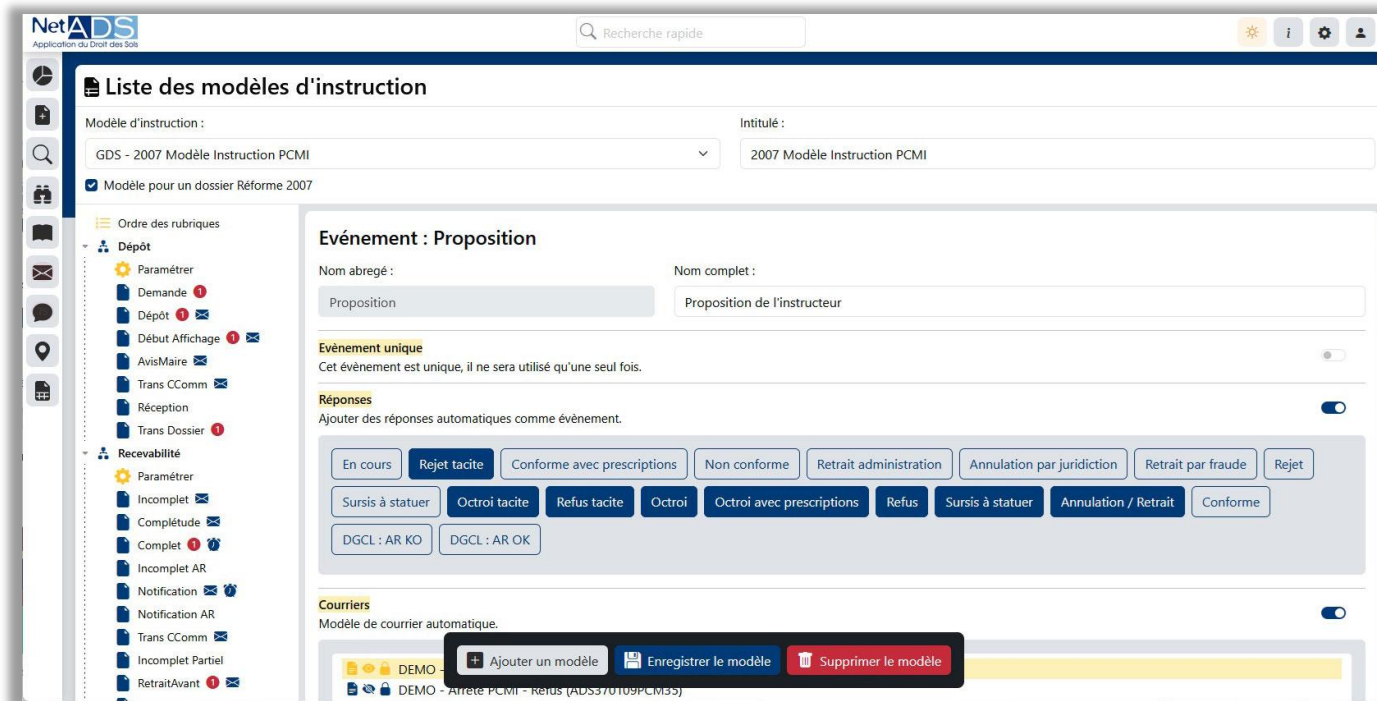 NetADS
Application du Droit des Sols
Recherche rapide
i
Liste des modèles d'instruction
Modèle d'instruction :
Intitulé :
GDS - 2007 Modèle Instruction PCMI
2007 Modèle Instruction PCMI
Modèle pour un dossier Réforme 2007
Ordre des rubriques
Dépôt
Paramétrer
Demande 1
Dépôt 1
Début Affichage 1
AvisMaire
Trans CComm
Réception
Trans Dossier 1
Recevabilité
Paramétrer
Incomplet
Complétude
Complet 1
Incomplet AR
Notification
Notification AR
Trans CComm
Incomplet Partiel
RetraitAvant 1
Evénement : Proposition
Nom abregé :
Nom complet :
Proposition
Proposition de l'instructeur
Evènement unique
Cet évènement est unique, il ne sera utilisé qu'une seul fois.
Réponses
Ajouter des réponses automatiques comme évènement.
En cours Rejet tacite Conforme avec prescriptions Non conforme Retrait administration Annulation par juridiction Retrait par fraude Rejet
Sursis à statuer Octroi tacite Refus tacite Octroi Octroi avec prescriptions Refus Sursis à statuer Annulation / Retrait Conforme
DGCL : AR KO DGCL : AR OK
Courriers
Modèle de courrier automatique.
DEMO -
Ajouter un modèle Enregistrer le modèle Supprimer le modèle
DEMO - Arrêté PCMI - Refus (ADS370109PCM35)